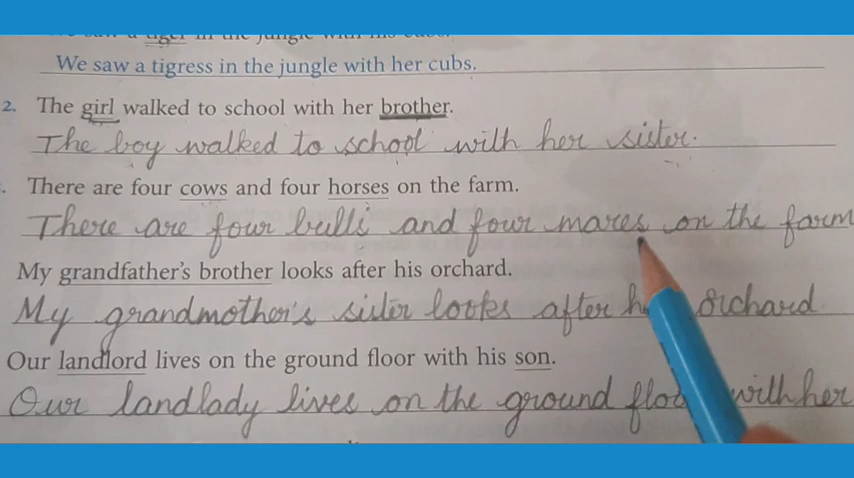 We saw a tigress in the jungle with her cubs.
2. The girl walked to school with her brother.
The boy walked to school with her sister.
There are four cows and four horses on the farm.
There are four bulls and four mares on the farm
My grandfather's brother looks after his orchard.
My grandmother's sister looks after orchard
Our landlord lives on the ground floor with his son.
Our landlady lives on the ground with her